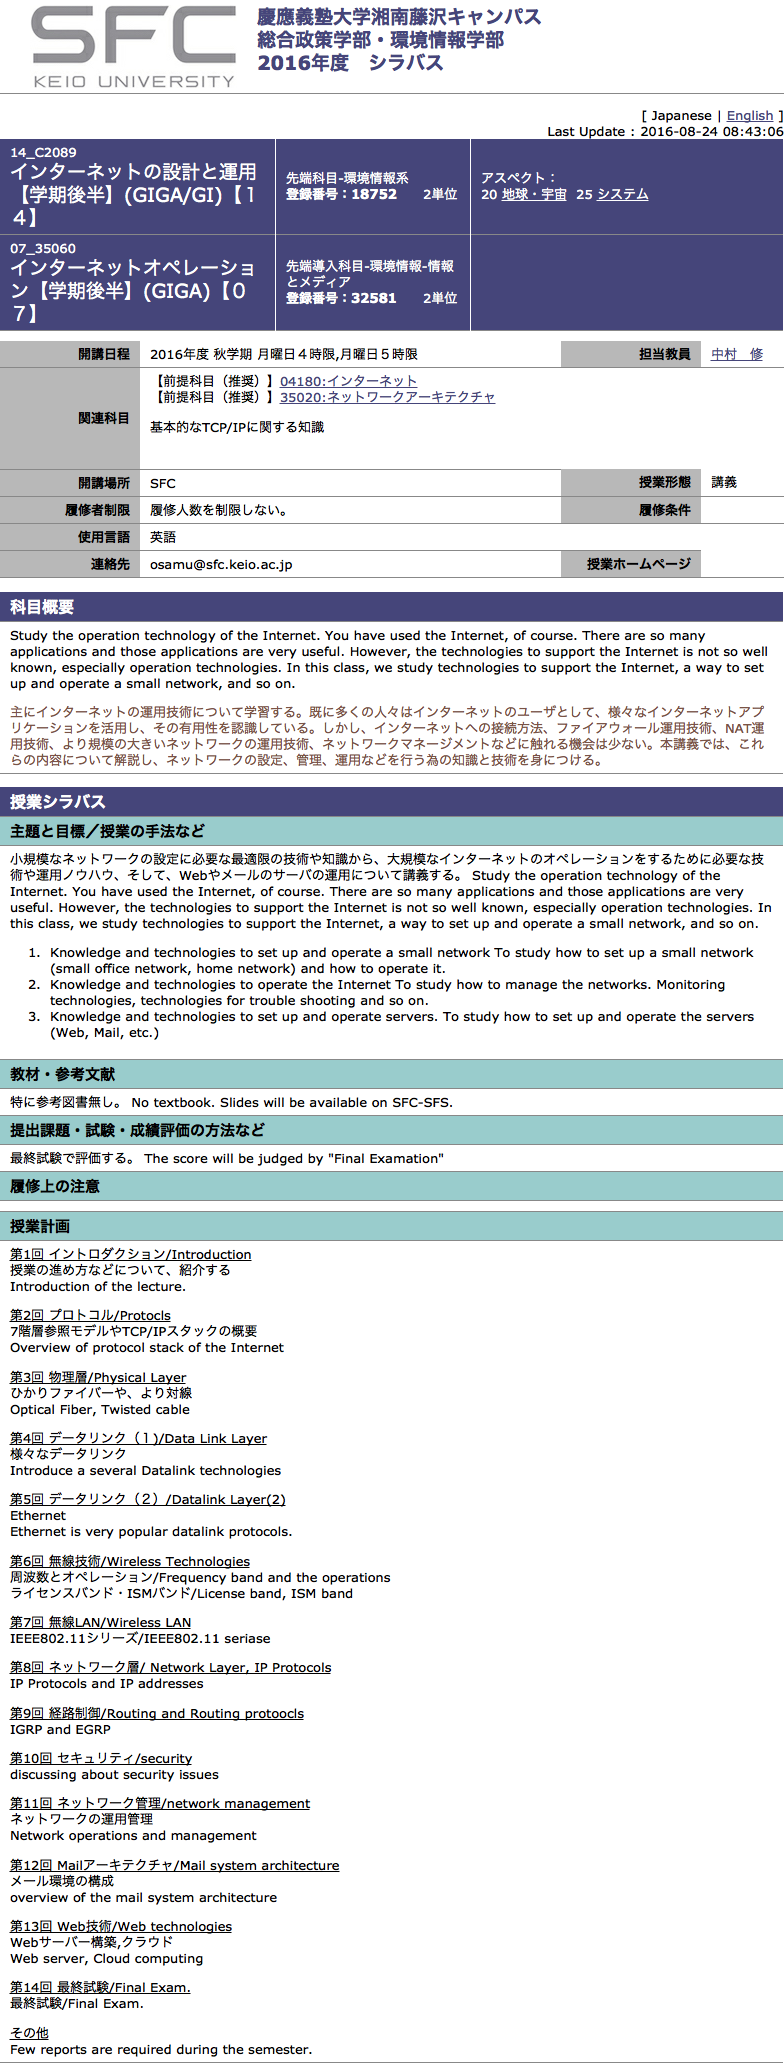 SFC
KEIO UNIVERSITY
慶應義塾大学湘南藤沢キャンパス
総合政策学部・環境情報学部
2016年度　シラバス
[ Japanese | English ]
Last Update : 2016-08-24 08:43:06
14_C2089
インターネットの設計と運用
【学期後半】(GIGA/GI)【１
４】
先端科目-環境情報系
登録番号：18752　　2単位
アスペクト：
20 地球・宇宙 25 システム
07_35060
インターネットオペレーショ
ン【学期後半】(GIGA)【０
７】
先端導入科目-環境情報-情報
とメディア
登録番号：32581　　2単位
開講日程 2016年度 秋学期 月曜日４時限,月曜日５時限 担当教員 中村　修
関連科目
【前提科目（推奨）】04180:インターネット
【前提科目（推奨）】35020:ネットワークアーキテクチャ
基本的なTCP/IPに関する知識
開講場所 SFC 授業形態 講義
履修者制限 履修人数を制限しない。 履修条件
使用言語 英語
連絡先 osamu@sfc.keio.ac.jp 授業ホームページ
科目概要
Study the operation technology of the Internet. You have used the Internet, of course. There are so many
applications and those applications are very useful. However, the technologies to support the Internet is not so well
known, especially operation technologies. In this class, we study technologies to support the Internet, a way to set
up and operate a small network, and so on.
主にインターネットの運用技術について学習する。既に多くの人々はインターネットのユーザとして、様々なインターネットアプ
リケーションを活用し、その有用性を認識している。しかし、インターネットへの接続方法、ファイアウォール運用技術、NAT運
用技術、より規模の大きいネットワークの運用技術、ネットワークマネージメントなどに触れる機会は少ない。本講義では、これ
らの内容について解説し、ネットワークの設定、管理、運用などを行う為の知識と技術を身につける。
授業シラバス
主題と目標／授業の手法など
小規模なネットワークの設定に必要な最適限の技術や知識から、大規模なインターネットのオペレーションをするために必要な技
術や運用ノウハウ、そして、Webやメールのサーバの運用について講義する。 Study the operation technology of the
Internet. You have used the Internet, of course. There are so many applications and those applications are very
useful. However, the technologies to support the Internet is not so well known, especially operation technologies. In
this class, we study technologies to support the Internet, a way to set up and operate a small network, and so on.
1. Knowledge and technologies to set up and operate a small network To study how to set up a small network
(small office network, home network) and how to operate it.
2. Knowledge and technologies to operate the Internet To study how to manage the networks. Monitoring
technologies, technologies for trouble shooting and so on.
3. Knowledge and technologies to set up and operate servers. To study how to set up and operate the servers
(Web, Mail, etc.)
教材・参考文献
特に参考図書無し。 No textbook. Slides will be available on SFC-SFS.
提出課題・試験・成績評価の方法など
最終試験で評価する。 The score will be judged by "Final Examation"
履修上の注意
授業計画
第1回 イントロダクション/Introduction
授業の進め方などについて、紹介する
Introduction of the lecture.
第2回 プロトコル/Protocls
7階層参照モデルやTCP/IPスタックの概要
Overview of protocol stack of the Internet
第3回 物理層/Physical Layer
ひかりファイバーや、より対線
Optical Fiber, Twisted cable
第4回 データリンク（１)/Data Link Layer
様々なデータリンク
Introduce a several Datalink technologies
第5回 データリンク（２）/Datalink Layer(2)
Ethernet
Ethernet is very popular datalink protocols.
第6回 無線技術/Wireless Technologies
周波数とオペレーション/Frequency band and the operations
ライセンスバンド・ISMバンド/License band, ISM band
第7回 無線LAN/Wireless LAN
IEEE802.11シリーズ/IEEE802.11 seriase
第8回 ネットワーク層/ Network Layer, IP Protocols
IP Protocols and IP addresses
第9回 経路制御/Routing and Routing protoocls
IGRP and EGRP
第10回 セキュリティ/security
discussing about security issues
第11回 ネットワーク管理/network management
ネットワークの運用管理
Network operations and management
第12回 Mailアーキテクチャ/Mail system architecture
メール環境の構成
overview of the mail system architecture
第13回 Web技術/Web technologies
Webサーバー構築,クラウド
Web server, Cloud computing
第14回 最終試験/Final Exam.
最終試験/Final Exam.
その他
Few reports are required during the semester.